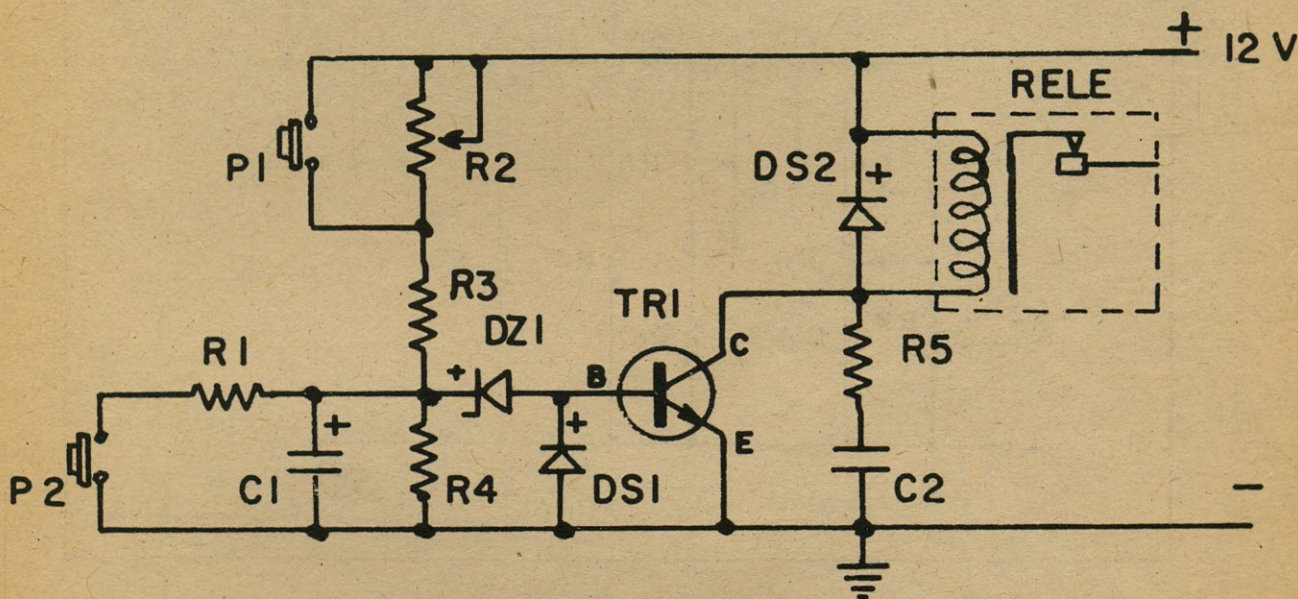 + 12 V
RELE
P1
R2
DS2
+
R3
TR1
DZ1
C
R5
R1
+
B
+
E
+
P2
C1
R4
DS1
C2
-